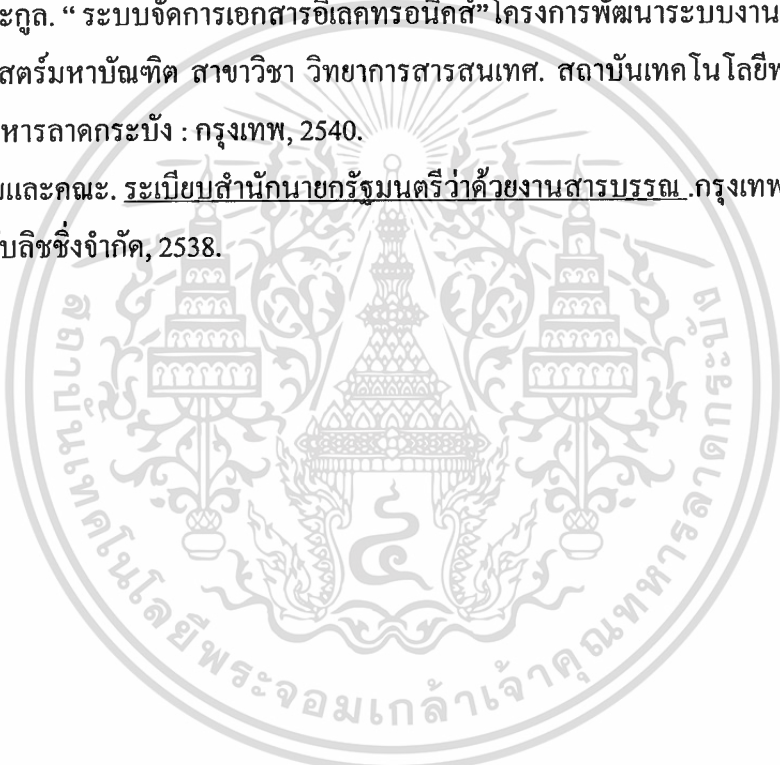 ะกูล. “ ระบบจัดการเอกสารอิเลคทรอนิคส์” โครงการพัฒนาระบบงาน
สตร์มหาบัณฑิต สาขาวิชา วิทยาการสารสนเทศ. สถาบันเทคโนโลยีพ
หารลาดกระบัง : กรุงเทพ, 2540.
และคณะ. ระเบียบสำนักนายกรัฐมนตรีว่าด้วยงานสารบรรณ .กรุงเทพ
บลิชชิ่งจำกัด, 2538.
สถาบันเทคโนโลยีพระจอมเกล้าเจ้าคุณทหารลาดกระบัง